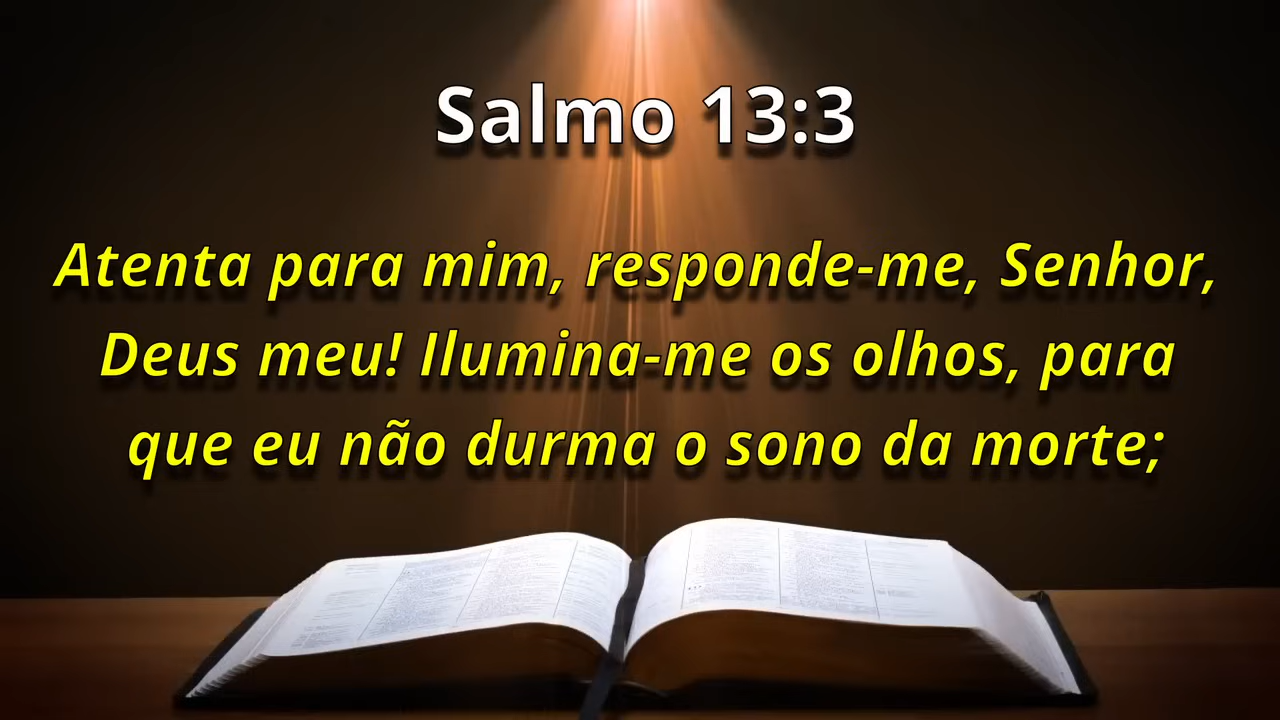 Salmo 13:3
Atenta para mim, responde-me, Senhor,
Deus meu! Ilumina-me os olhos, para
que eu não durma o sono da morte;